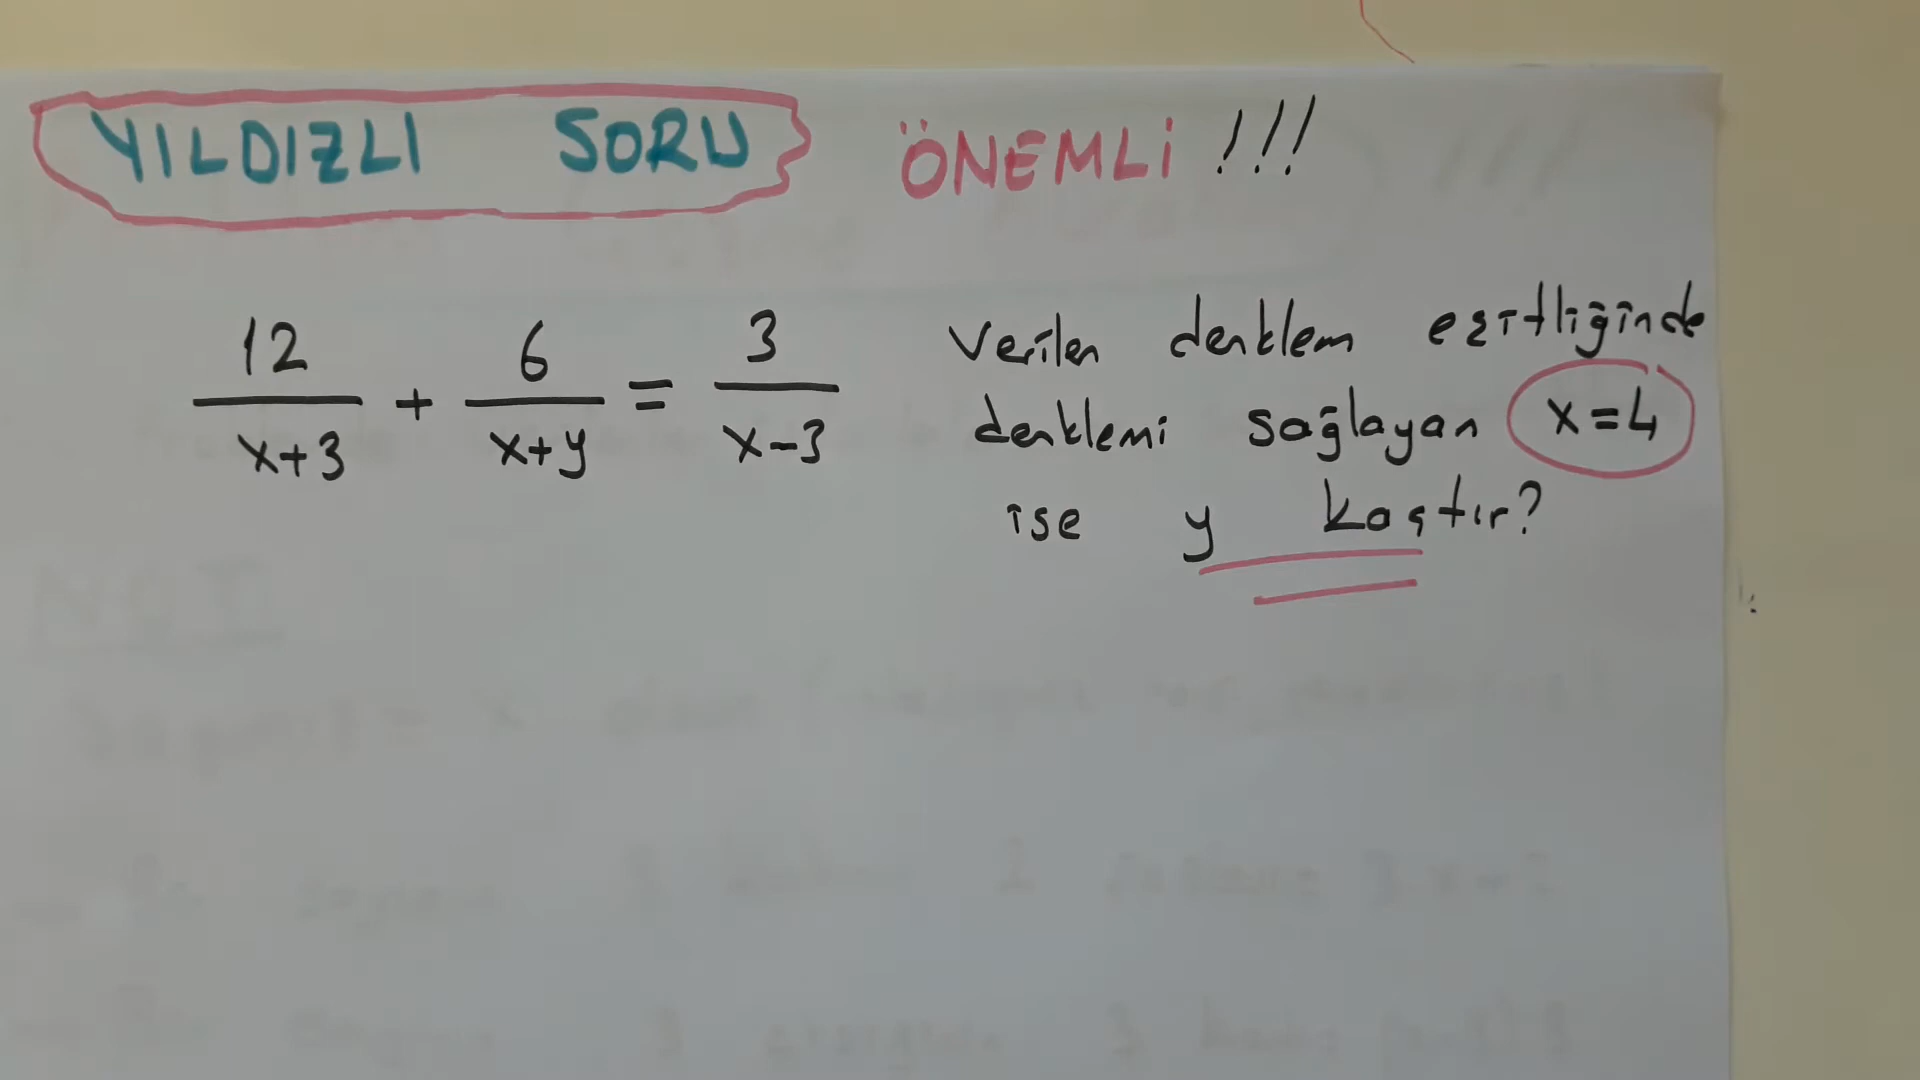 YILDIZLI SORU ÖNEMLİ !!!
12/(x+3) + 6/(x+y) = 3/(x-3)
Verilen denklem eşitliğinde
denklemi sağlayan x=4
ise y kaçtır?